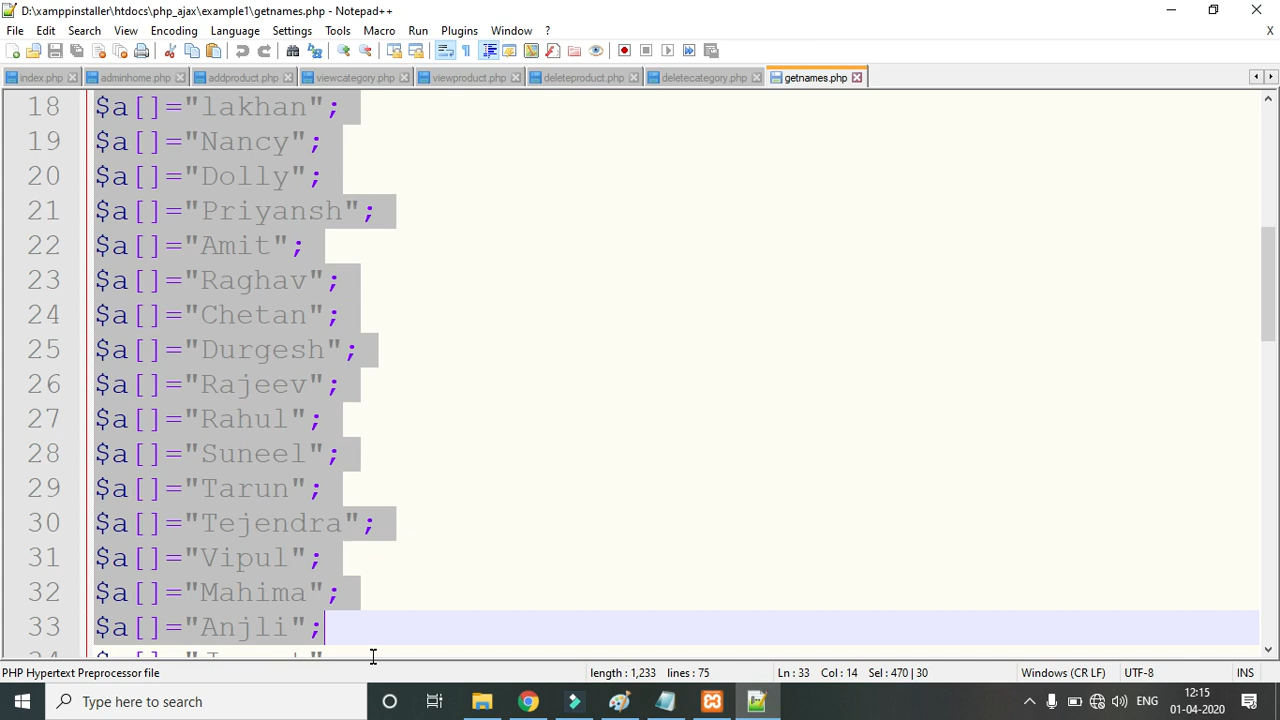 D:\xamppinstaller\htdocs\php_ajax\example1\getnames.php - Notepad++
File Edit Search View Encoding Language Settings Tools Macro Run Plugins Window ? X
index.php adminhome.php addproduct.php viewcategory.php viewproduct.php deleteproduct.php deletecategory.php getnames.php
18 $a[]="lakhan";
19 $a[]="Nancy";
20 $a[]="Dolly";
21 $a[]="Priyansh";
22 $a[]="Amit";
23 $a[]="Raghav";
24 $a[]="Chetan";
25 $a[]="Durgesh";
26 $a[]="Rajeev";
27 $a[]="Rahul";
28 $a[]="Suneel";
29 $a[]="Tarun";
30 $a[]="Tejendra";
31 $a[]="Vipul";
32 $a[]="Mahima";
33 $a[]="Anjli";
PHP Hypertext Preprocessor file length : 1,233 lines : 75 Ln : 33 Col : 14 Sel : 470 | 30 Windows (CR LF) UTF-8 INS
Type here to search ENG 12:15
01-04-2020